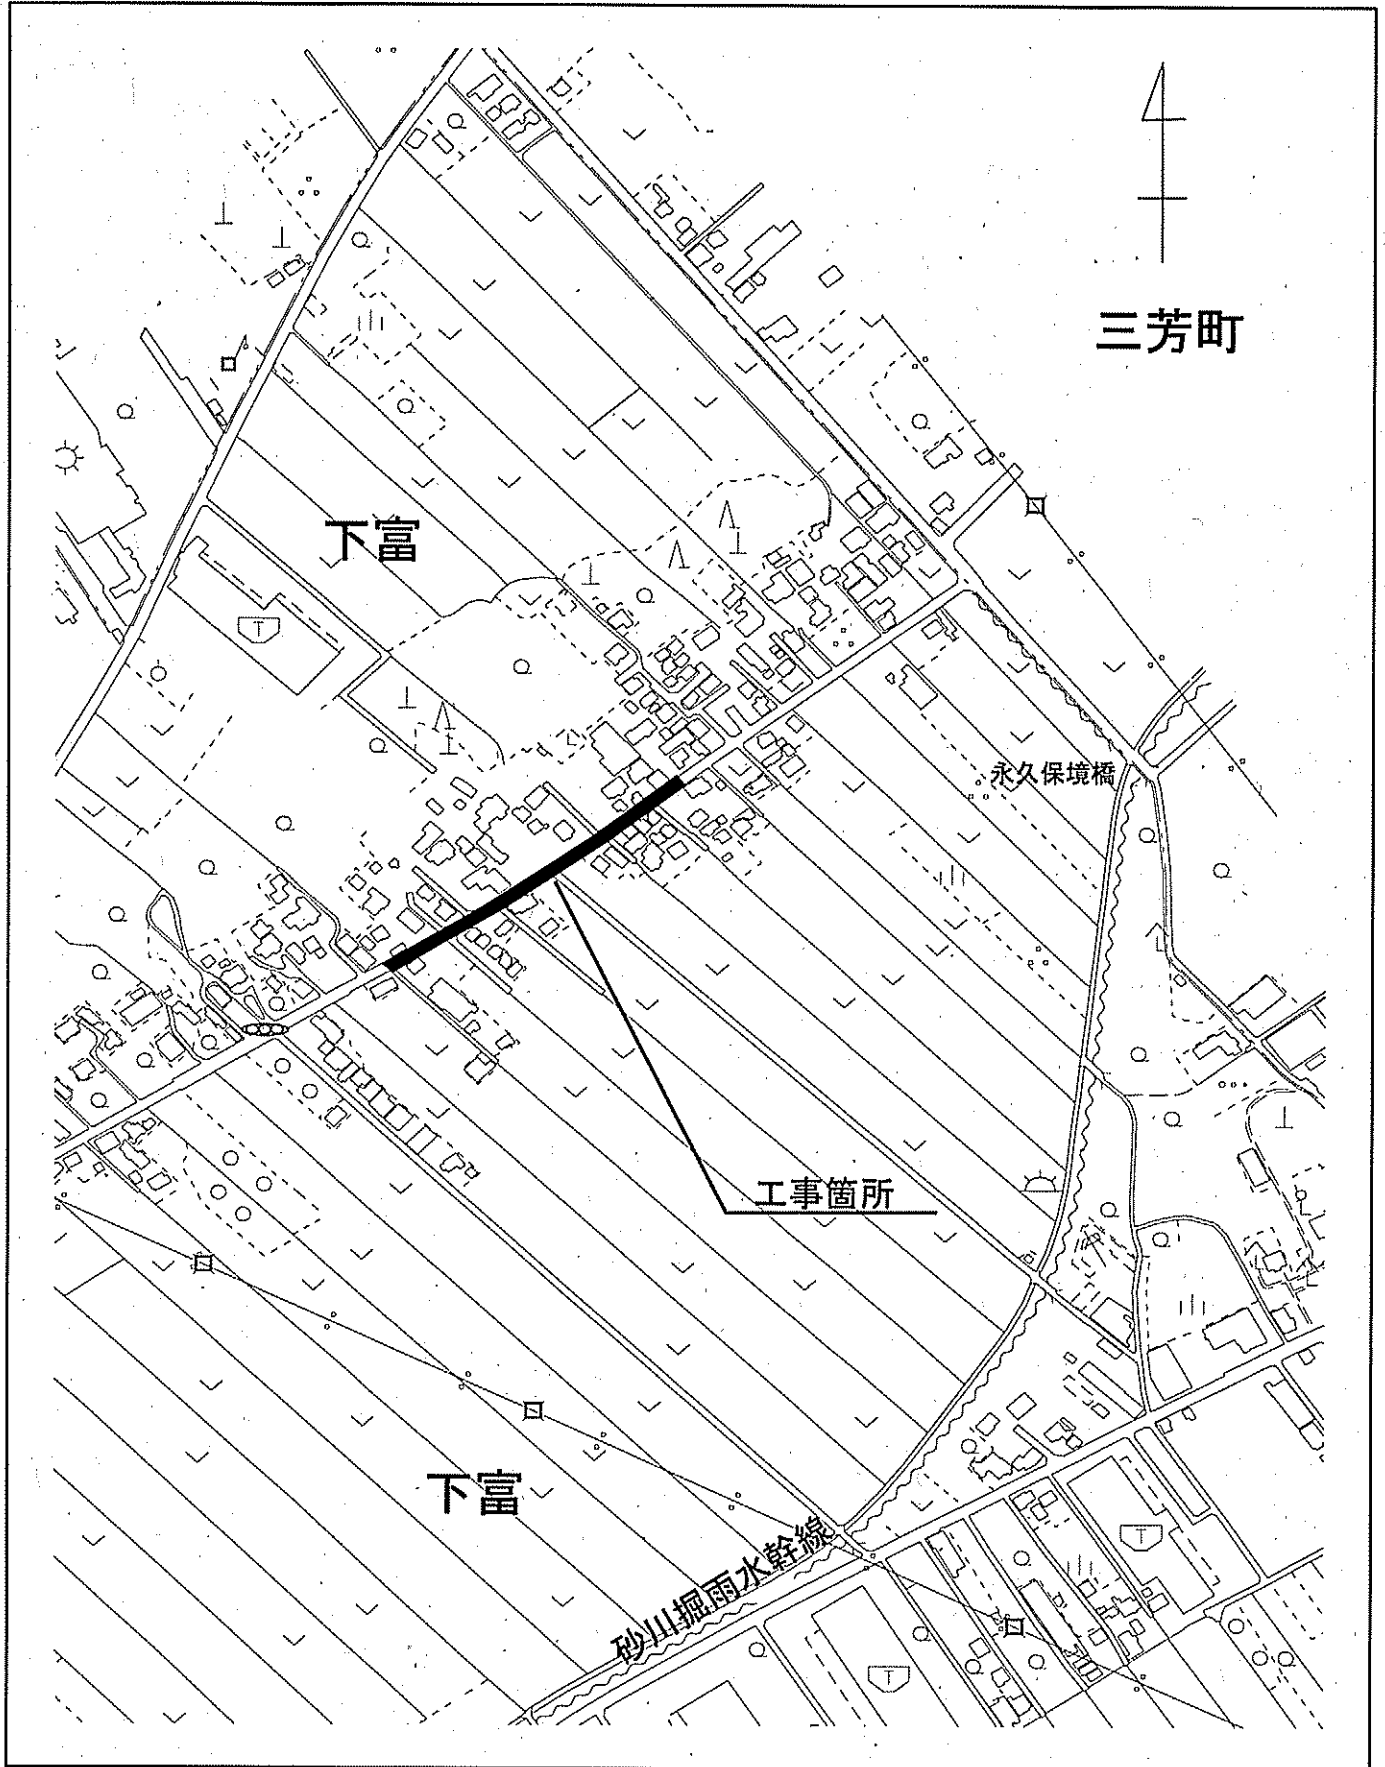 三芳町
下富
永久保境橋
工事箇所
下富
砂川掘雨水幹線